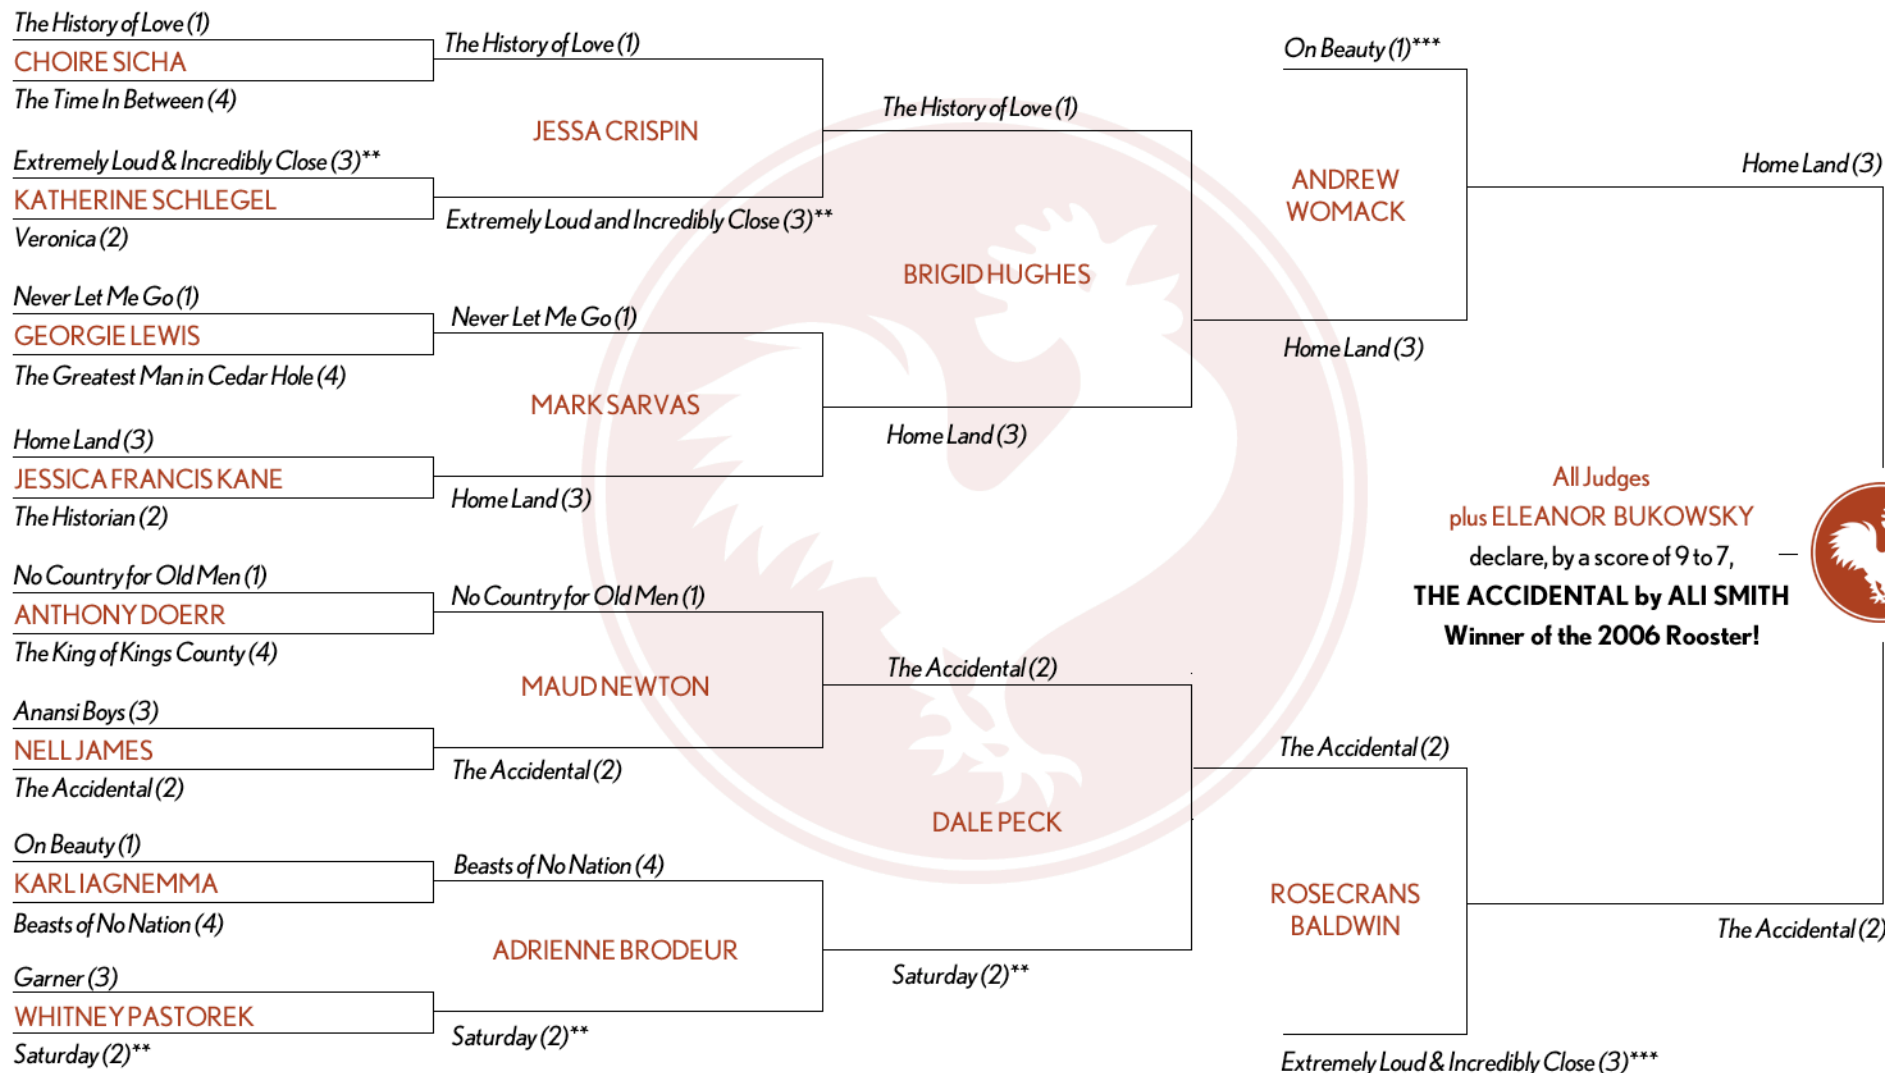 The History of Love (1)
CHOIRE SICHA
The Time In Between (4)
Extremely Loud & Incredibly Close (3)**
KATHERINE SCHLEGEL
Veronica (2)
Never Let Me Go (1)
GEORGIE LEWIS
The Greatest Man in Cedar Hole (4)
Home Land (3)
JESSICA FRANCIS KANE
The Historian (2)
No Country for Old Men (1)
ANTHONY DOERR
The King of Kings County (4)
Anansi Boys (3)
NELL JAMES
The Accidental (2)
On Beauty (1)
KARL IAGNEMMA
Beasts of No Nation (4)
Garner (3)
WHITNEY PASTOREK
Saturday (2)**
The History of Love (1)
JESSA CRISPIN
Extremely Loud and Incredibly Close (3)**
Never Let Me Go (1)
MARK SARVAS
Home Land (3)
No Country for Old Men (1)
MAUD NEWTON
The Accidental (2)
Beasts of No Nation (4)
ADRIENNE BRODEUR
Saturday (2)**
The History of Love (1)
BRIGID HUGHES
Home Land (3)
The Accidental (2)
DALE PECK
Saturday (2)**
On Beauty (1)***
ANDREW
WOMACK
Home Land (3)
The Accidental (2)
ROSECRANS
BALDWIN
Extremely Loud & Incredibly Close (3)***
Home Land (3)
All Judges
plus ELEANOR BUKOWSKY
declare, by a score of 9 to 7,
THE ACCIDENTAL by ALI SMITH
Winner of the 2006 Rooster!
The Accidental (2)